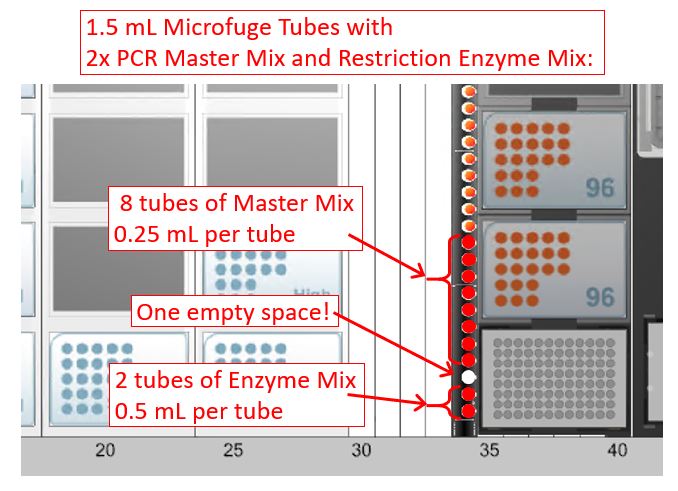 1.5 mL Microfuge Tubes with
2x PCR Master Mix and Restriction Enzyme Mix:
96
8 tubes of Master Mix
0.25 mL per tube
High
96
One empty space!
2 tubes of Enzyme Mix
0.5 mL per tube
20 25 30 35 40